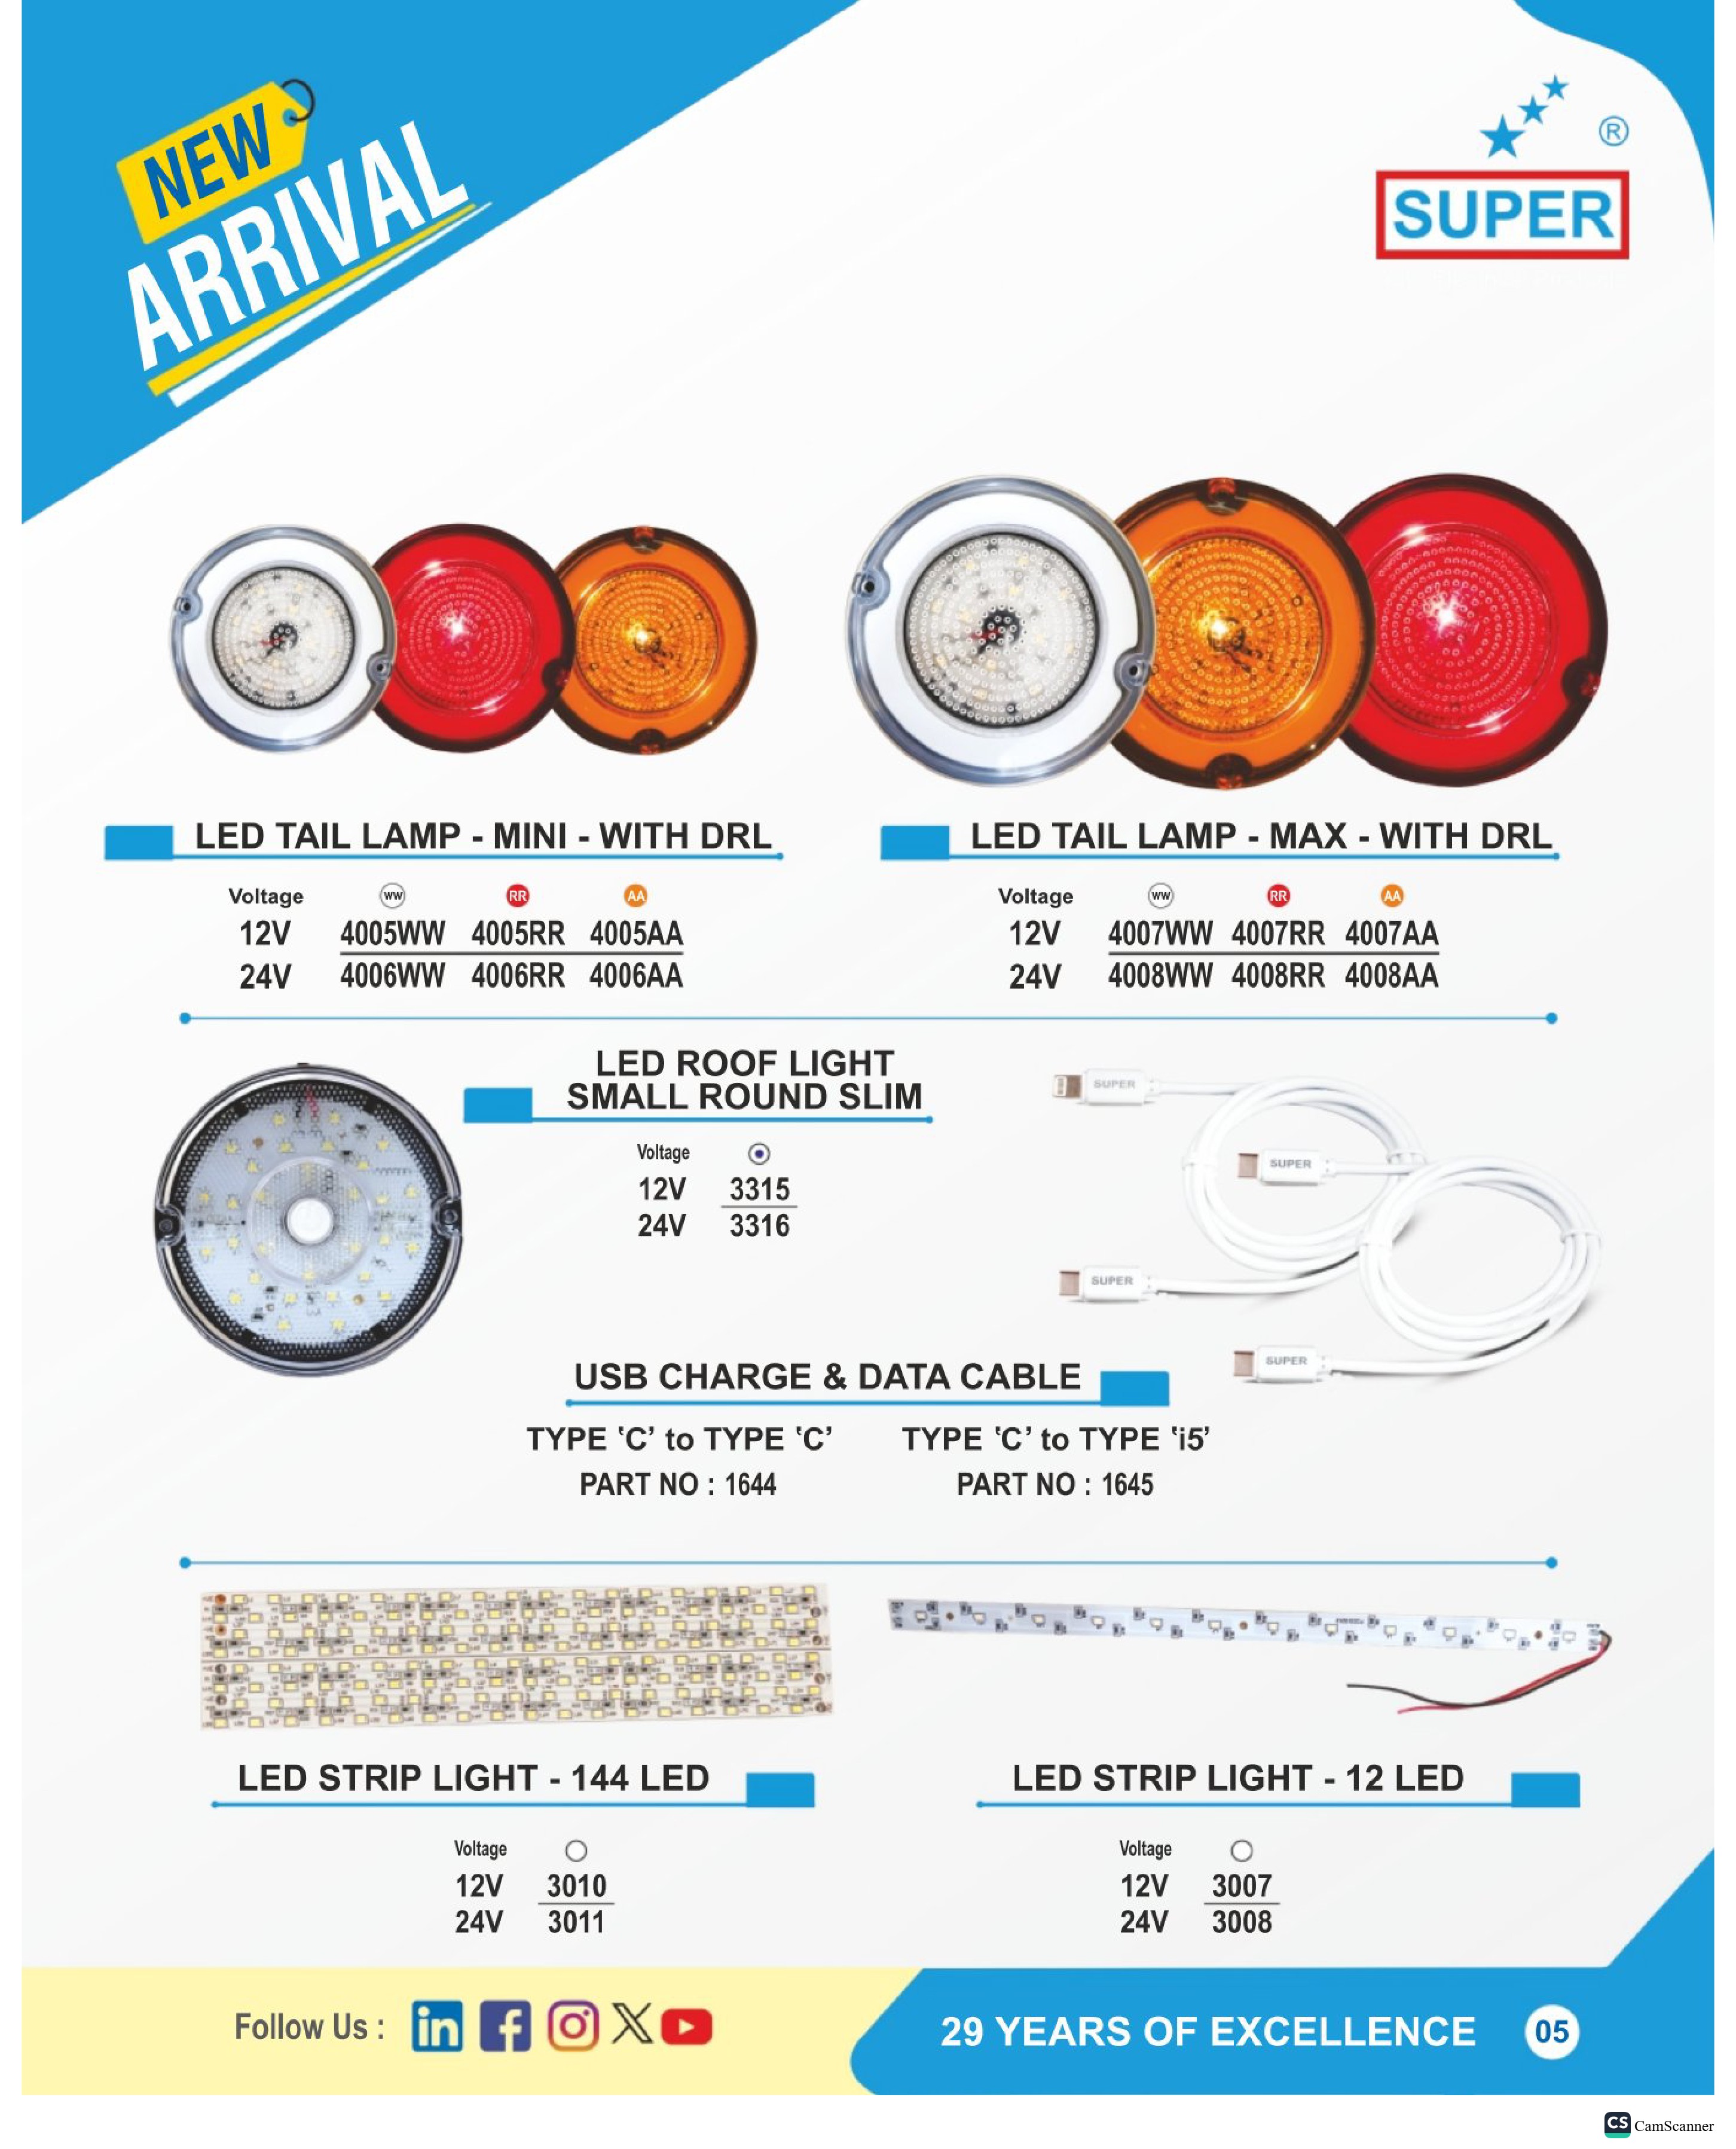 NEW
ARRIVAL
®
SUPER
LED TAIL LAMP - MINI - WITH DRL
Voltage WW RR AA
12V 4005WW 4005RR 4005AA
24V 4006WW 4006RR 4006AA
LED TAIL LAMP - MAX - WITH DRL
Voltage WW RR AA
12V 4007WW 4007RR 4007AA
24V 4008WW 4008RR 4008AA
LED ROOF LIGHT
SMALL ROUND SLIM
Voltage
12V 3315
24V 3316
SUPER
SUPER
SUPER
SUPER
USB CHARGE & DATA CABLE
TYPE ‘C’ to TYPE ‘C’
PART NO : 1644
TYPE ‘C’ to TYPE ‘i5’
PART NO : 1645
LED STRIP LIGHT - 144 LED
Voltage
12V 3010
24V 3011
LED STRIP LIGHT - 12 LED
Voltage
12V 3007
24V 3008
Follow Us :
29 YEARS OF EXCELLENCE 05
CS CamScanner